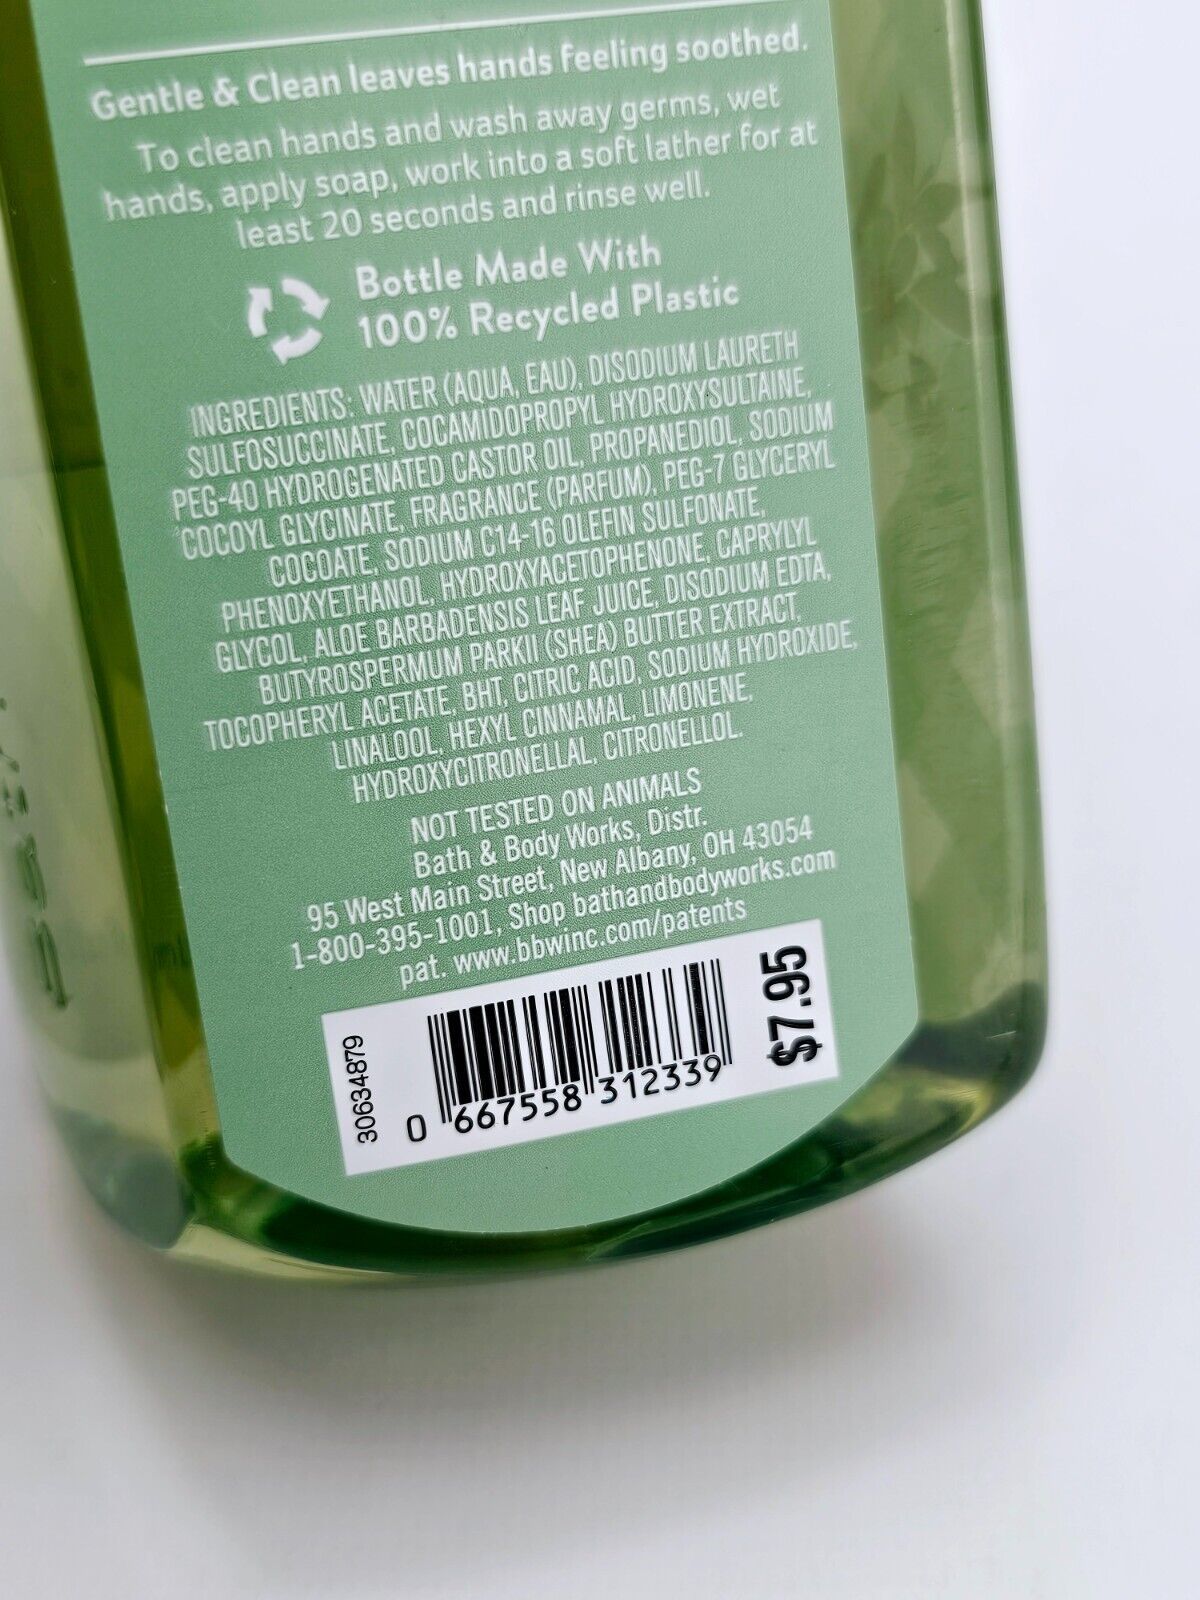 Gentle & Clean leaves hands feeling soothed.
To clean hands and wash away germs, wet
hands, apply soap, work into a soft lather for at
least 20 seconds and rinse well.
Bottle Made With
100% Recycled Plastic
INGREDIENTS: WATER (AQUA, EAU), DISODIUM LAURETH
SULFOSUCCINATE, COCAMIDOPROPYL HYDROXYSULTAINE,
PEG-40 HYDROGENATED CASTOR OIL, PROPANEDIOL, SODIUM
COCOYL GLYCINATE, FRAGRANCE (PARFUM), PEG-7 GLYCERYL
COCOATE, SODIUM C14-16 OLEFIN SULFONATE,
PHENOXYETHANOL, HYDROXYACETOPHENONE, CAPRYLYL
GLYCOL, ALOE BARBADENSIS LEAF JUICE, DISODIUM EDTA,
BUTYROSPERMUM PARKII (SHEA) BUTTER EXTRACT,
TOCOPHERYL ACETATE, BHT, CITRIC ACID, SODIUM HYDROXIDE,
LINALOOL, HEXYL CINNAMAL, LIMONENE,
HYDROXYCITRONELLAL, CITRONELLOL.
NOT TESTED ON ANIMALS
Bath & Body Works, Distr.
95 West Main Street, New Albany, OH 43054
1-800-395-1001, Shop bathandbodyworks.com
pat. www.bbwinc.com/patents
30634879
0 667558 312339
$7.95